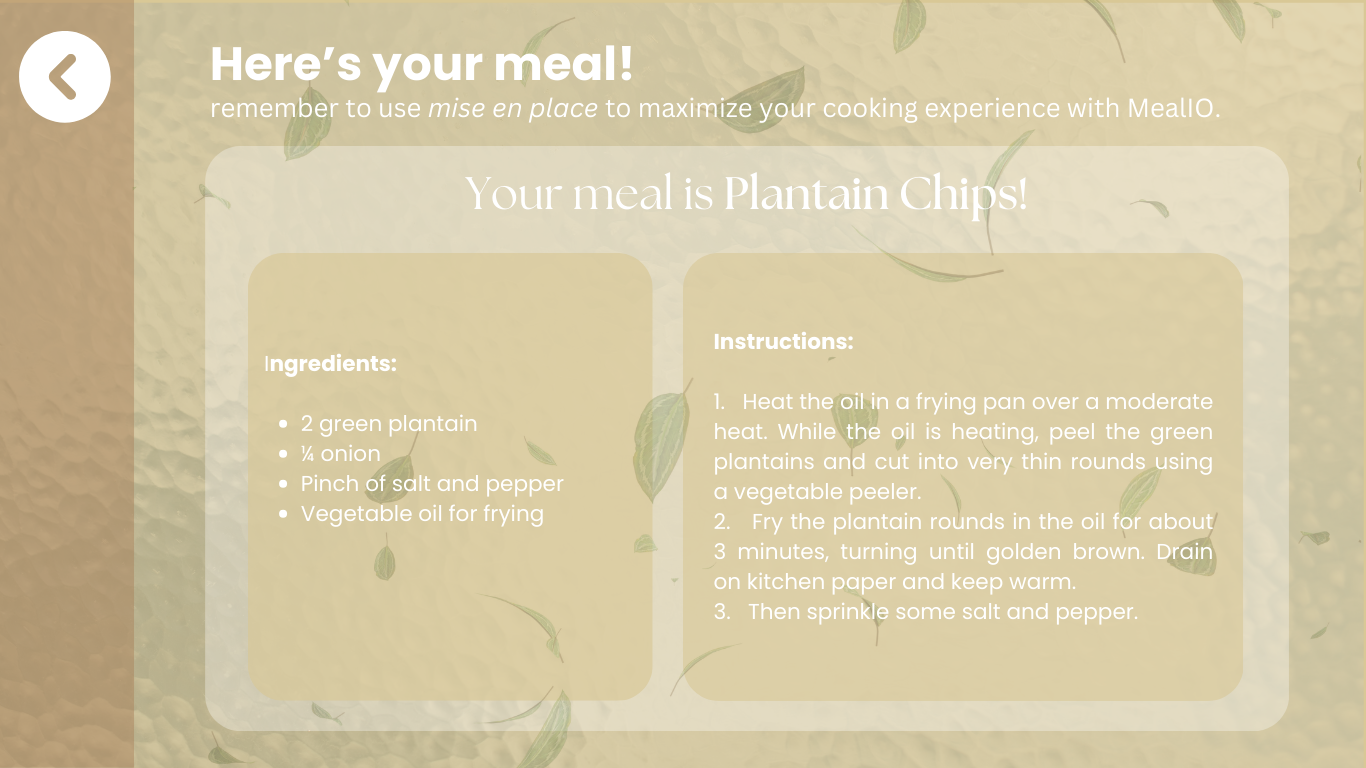 Here’s your meal!
remember to use mise en place to maximize your cooking experience with MealIO.
Your meal is Plantain Chips!
Ingredients:
• 2 green plantain
• ¼ onion
• Pinch of salt and pepper
• Vegetable oil for frying
Instructions:
1. Heat the oil in a frying pan over a moderate
heat. While the oil is heating, peel the green
plantains and cut into very thin rounds using
a vegetable peeler.
2. Fry the plantain rounds in the oil for about
3 minutes, turning until golden brown. Drain
on kitchen paper and keep warm.
3. Then sprinkle some salt and pepper.